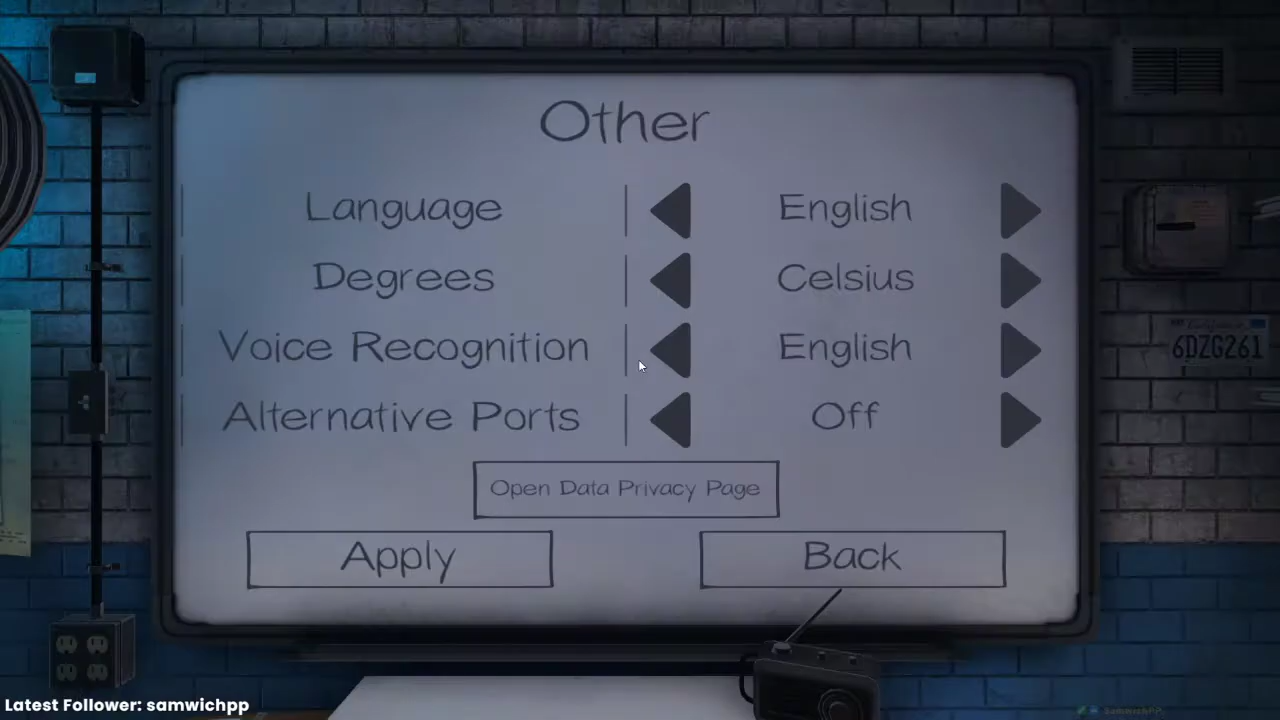 Other
Language English
Degrees Celsius
Voice Recognition English
Alternative Ports Off
Open Data Privacy Page
Apply Back
6DZG261
Latest Follower: samwichpp
SamwichPP